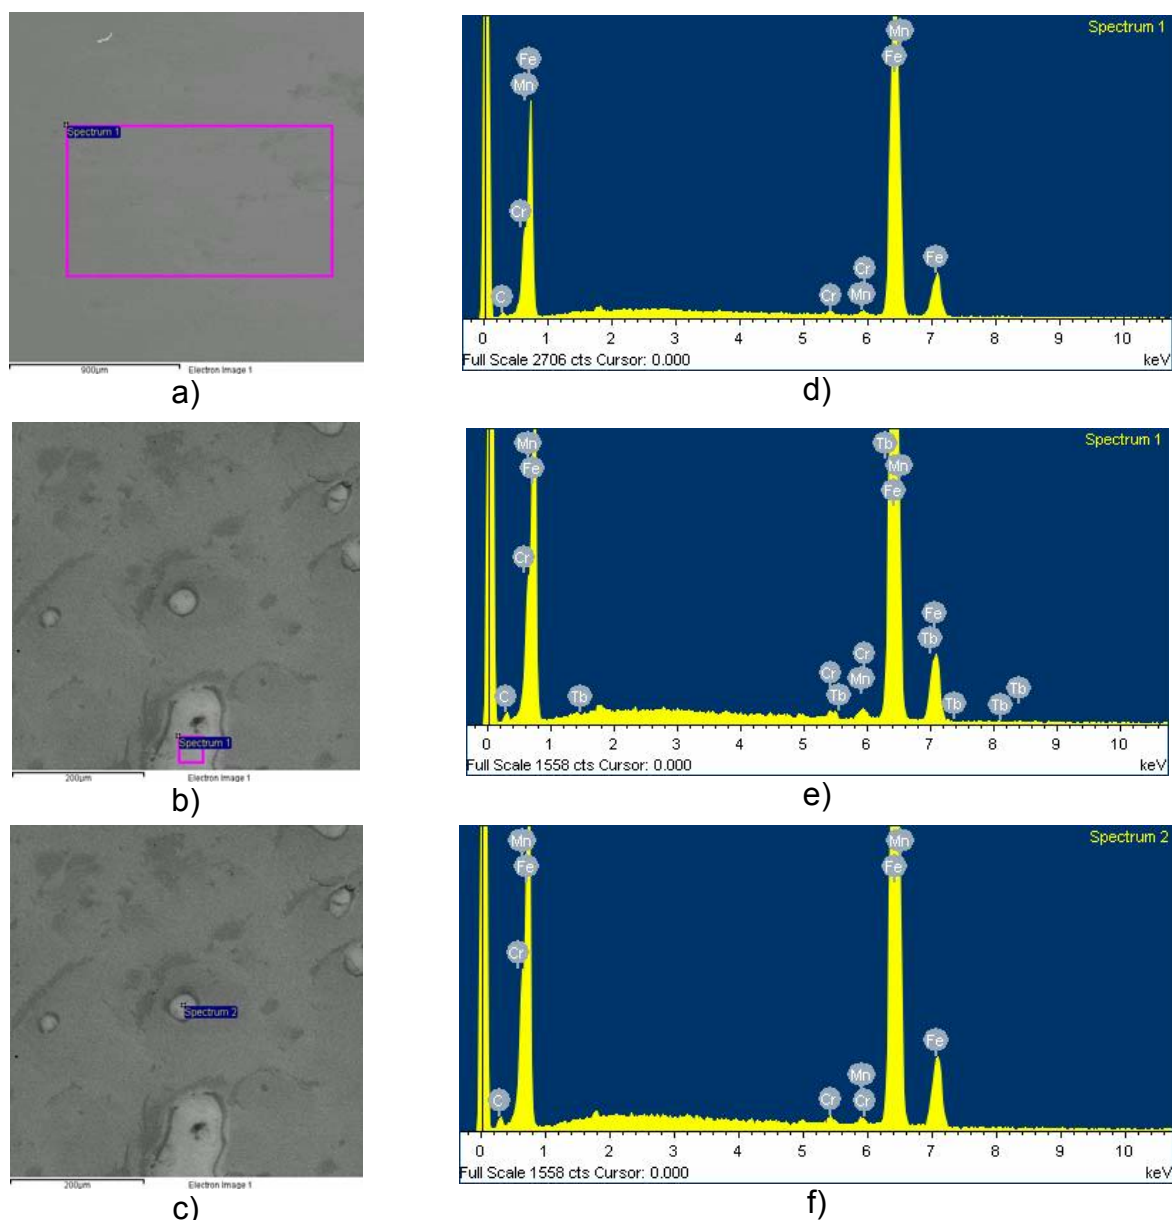 Spectrum 1
900µm Electron Image 1
a)
Spectrum 1
Mn
Fe Fe
Mn
Cr
Cr Fe
C Cr Mn
0 1 2 3 4 5 6 7 8 9 10
Full Scale 2706 cts Cursor: 0.000 keV
d)
Spectrum 1
200µm Electron Image 1
b)
Spectrum 1
Mn Tb
Fe Mn
Fe
Cr
Fe
Cr Tb
Cr Mn Tb
C Tb Tb Tb Tb
0 1 2 3 4 5 6 7 8 9 10
Full Scale 1558 cts Cursor: 0.000 keV
e)
Spectrum 2
200µm Electron Image 1
c)
Spectrum 2
Mn Mn
Fe Fe
Cr
Fe
Mn
C Cr Cr
0 1 2 3 4 5 6 7 8 9 10
Full Scale 1558 cts Cursor: 0.000 keV
f)